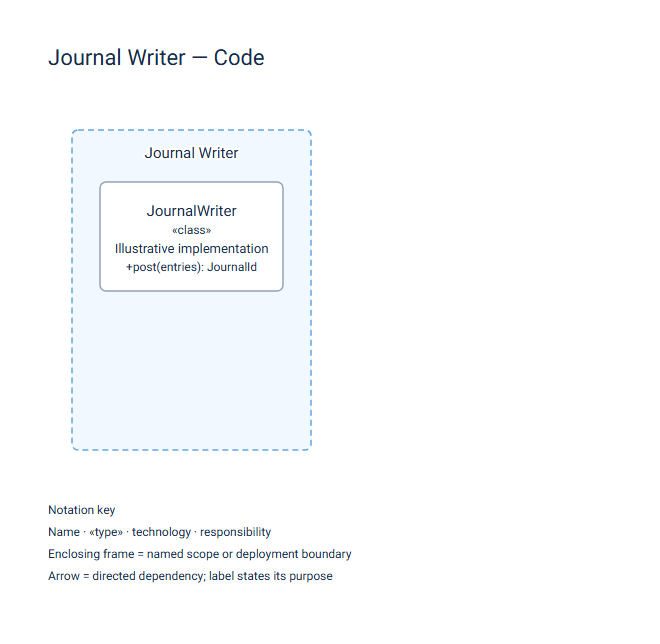 Journal Writer — Code
Journal Writer
JournalWriter
«class»
Illustrative implementation
+post(entries): JournalId
Notation key
Name · «type» · technology · responsibility
Enclosing frame = named scope or deployment boundary
Arrow = directed dependency; label states its purpose